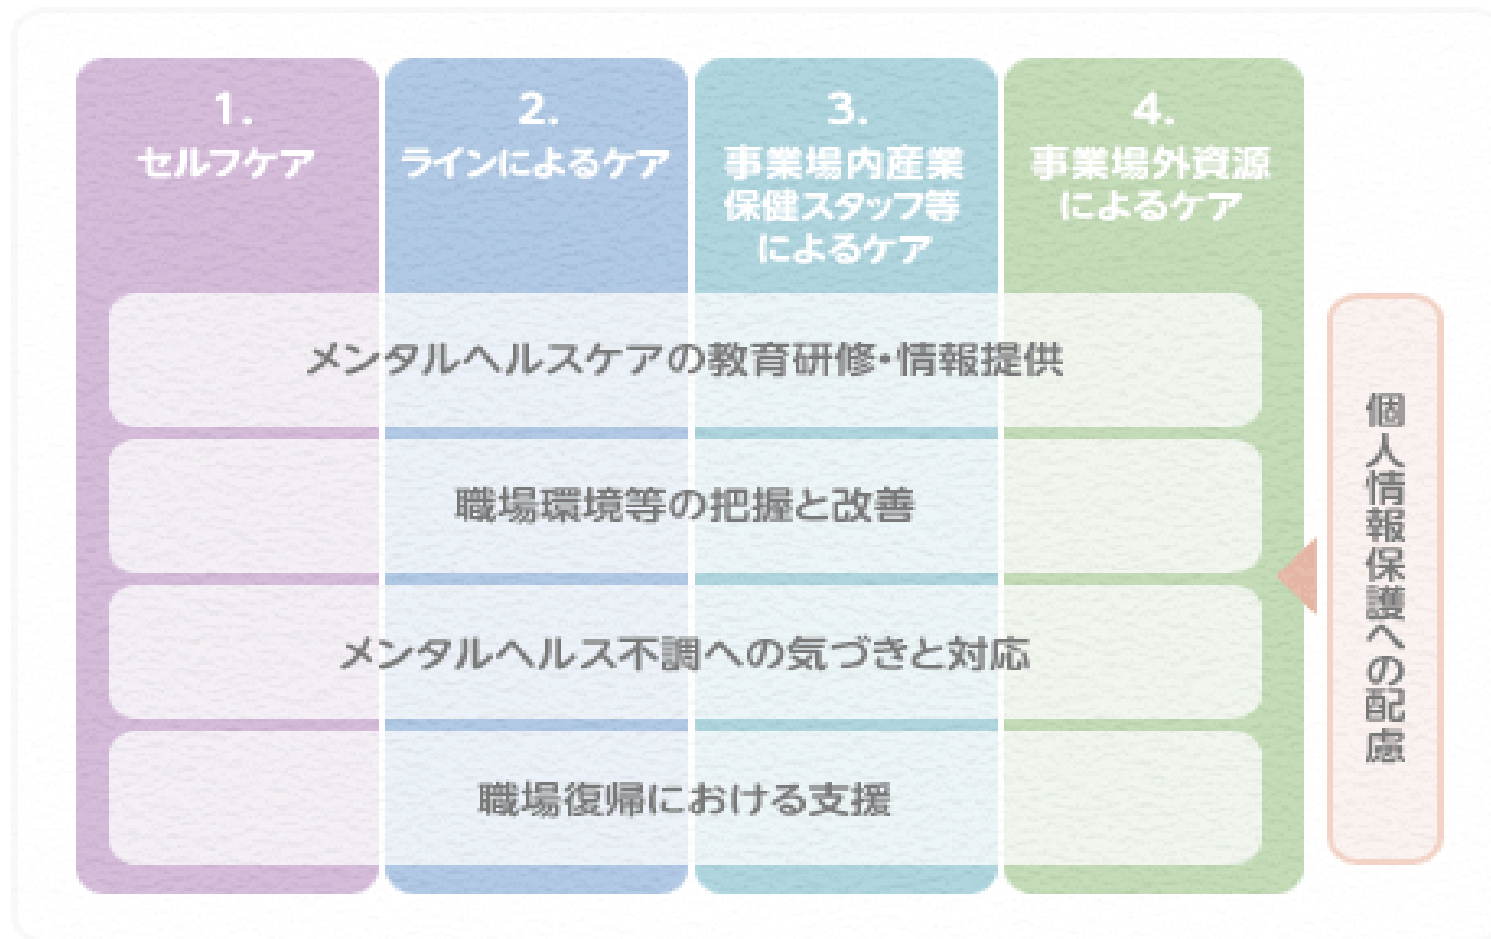 1.
セルフケア
2.
ラインによるケア
3.
事業場内産業
保健スタッフ等
によるケア
4.
事業場外資源
によるケア
メンタルヘルスケアの教育研修・情報提供
職場環境等の把握と改善
メンタルヘルス不調への気づきと対応
職場復帰における支援
個人情報保護への配慮